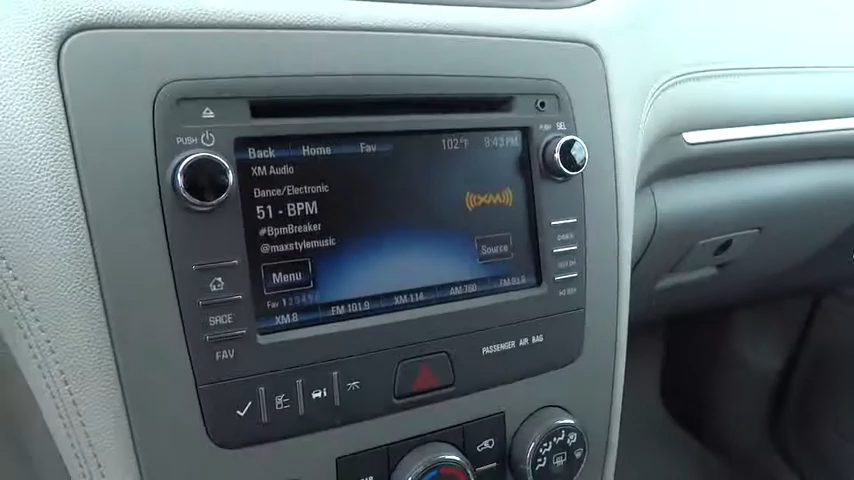 PUSH
PUSH SEL
Back Home Fav 102°F 9:43PM
XM Audio
Dance/Electronic
51 - BPM
#BpmBreaker
@maxstylemusic
((XM))
Source
Menu
Fav 1 2 3 4 5 6
XM 8 FM 101.9 XM 114 AM 760 FM 93.9
SRCE
FAV
PASSENGER AIR BAG